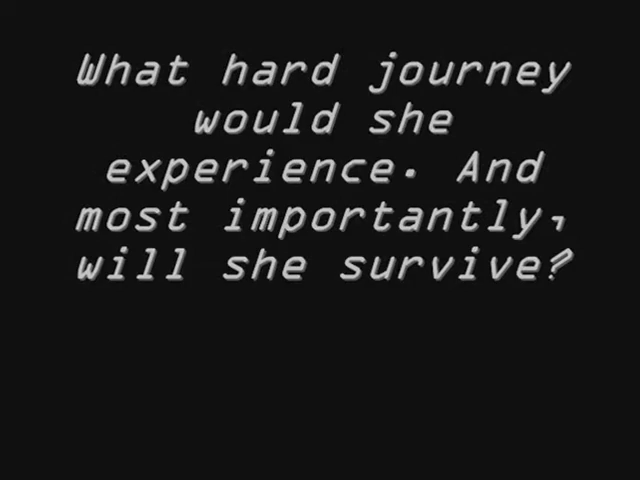 What hard journey
would she
experience. And
most importantly,
will she survive?